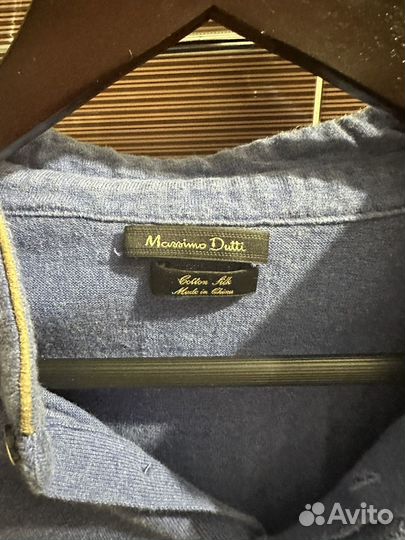 Massimo Dutti
Cotton Silk
Made in China
Avito